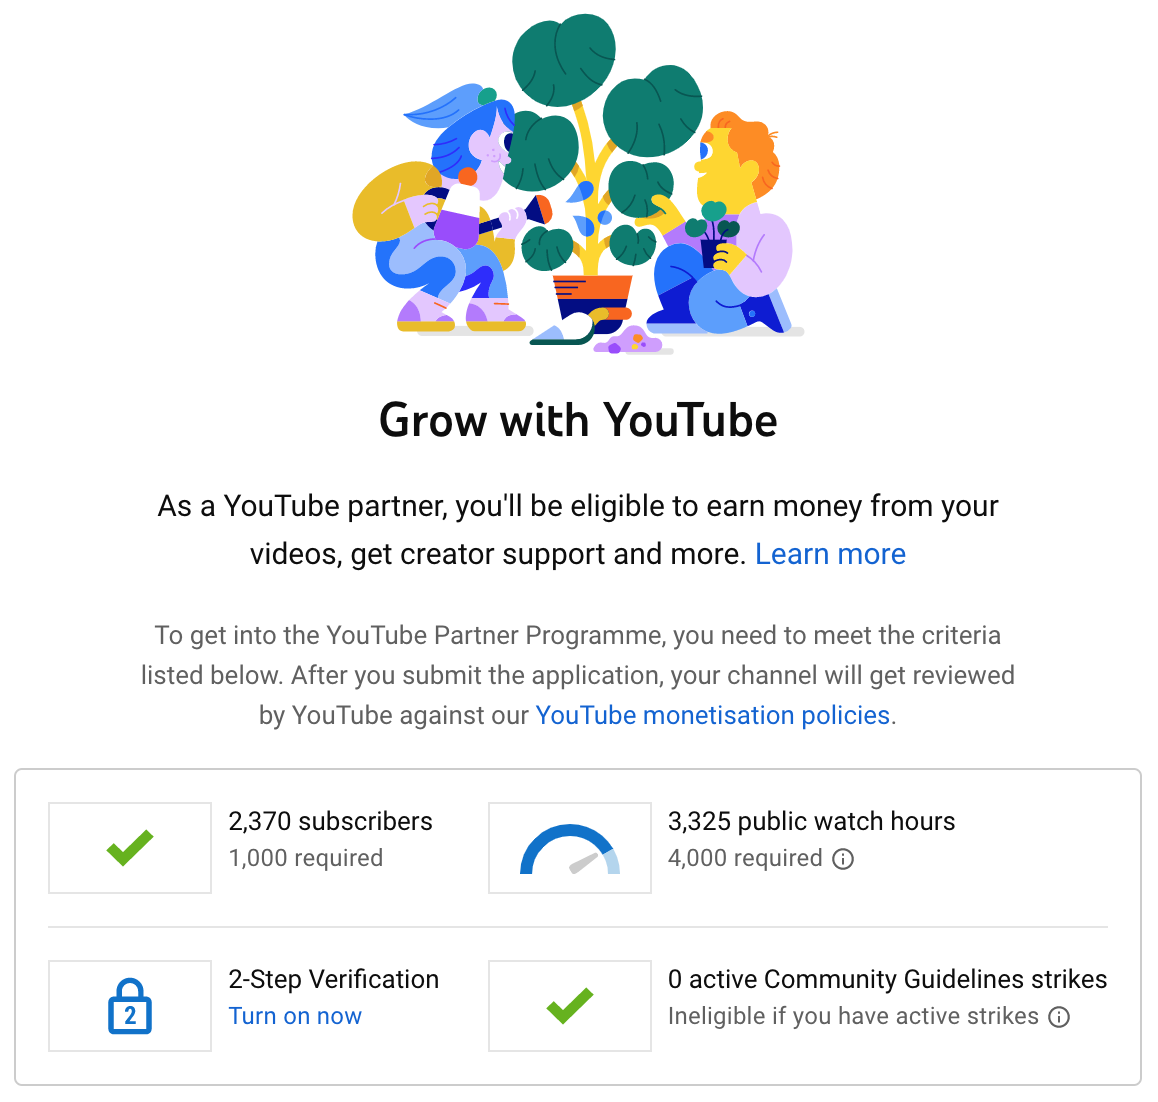 Grow with YouTube
As a YouTube partner, you'll be eligible to earn money from your
videos, get creator support and more. Learn more
To get into the YouTube Partner Programme, you need to meet the criteria
listed below. After you submit the application, your channel will get reviewed
by YouTube against our YouTube monetisation policies.
2,370 subscribers
1,000 required
3,325 public watch hours
4,000 required
2
2-Step Verification
Turn on now
0 active Community Guidelines strikes
Ineligible if you have active strikes